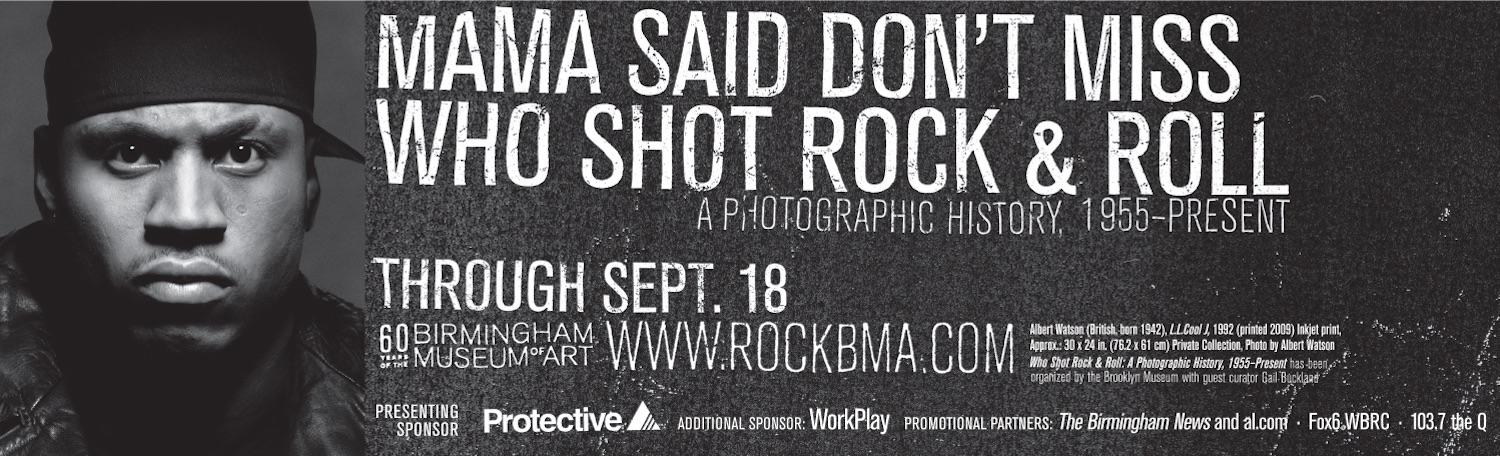 MAMA SAID DON'T MISS
WHO SHOT ROCK & ROLL
A PHOTOGRAPHIC HISTORY, 1955–PRESENT
THROUGH SEPT. 18
60 YEARS OF THE BIRMINGHAM MUSEUM OF ART
WWW.ROCKBMA.COM
Albert Watson (British, born 1942), L.L.Cool J, 1992 (printed 2009) Inkjet print,
Approx.: 30 x 24 in. (76.2 x 61 cm) Private Collection, Photo by Albert Watson
Who Shot Rock & Roll: A Photographic History, 1955–Present has been
organized by the Brooklyn Museum with guest curator Gail Buckland
PRESENTING SPONSOR Protective
ADDITIONAL SPONSOR: WorkPlay
PROMOTIONAL PARTNERS: The Birmingham News and al.com · Fox6 WBRC · 103.7 the Q